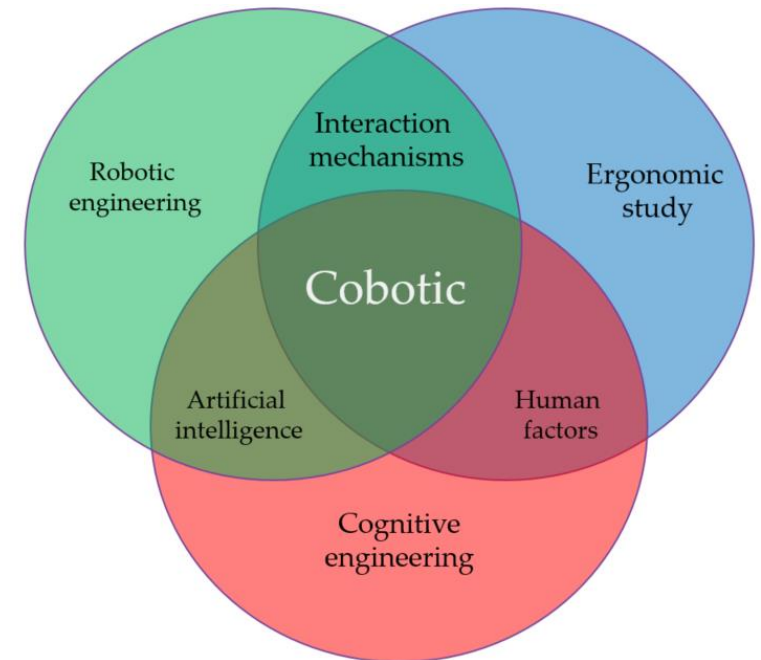 Interaction
mechanisms
Robotic
engineering
Ergonomic
study
Cobotic
Artificial
intelligence
Human
factors
Cognitive
engineering